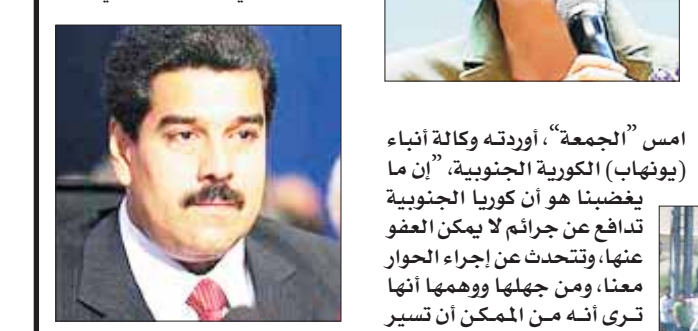 امس “الجمعة”، أوردته وكالة أنباء
(يونهاب) الكورية الجنوبية، “إن ما
يغضبنا هو أن كوريا الجنوبية
تدافع عن جرائم لا يمكن العفو
عنها، وتتحدث عن إجراء الحوار
معنا، ومن جهلها ووهمها أنها
ترى أنه من الممكن أن تسير